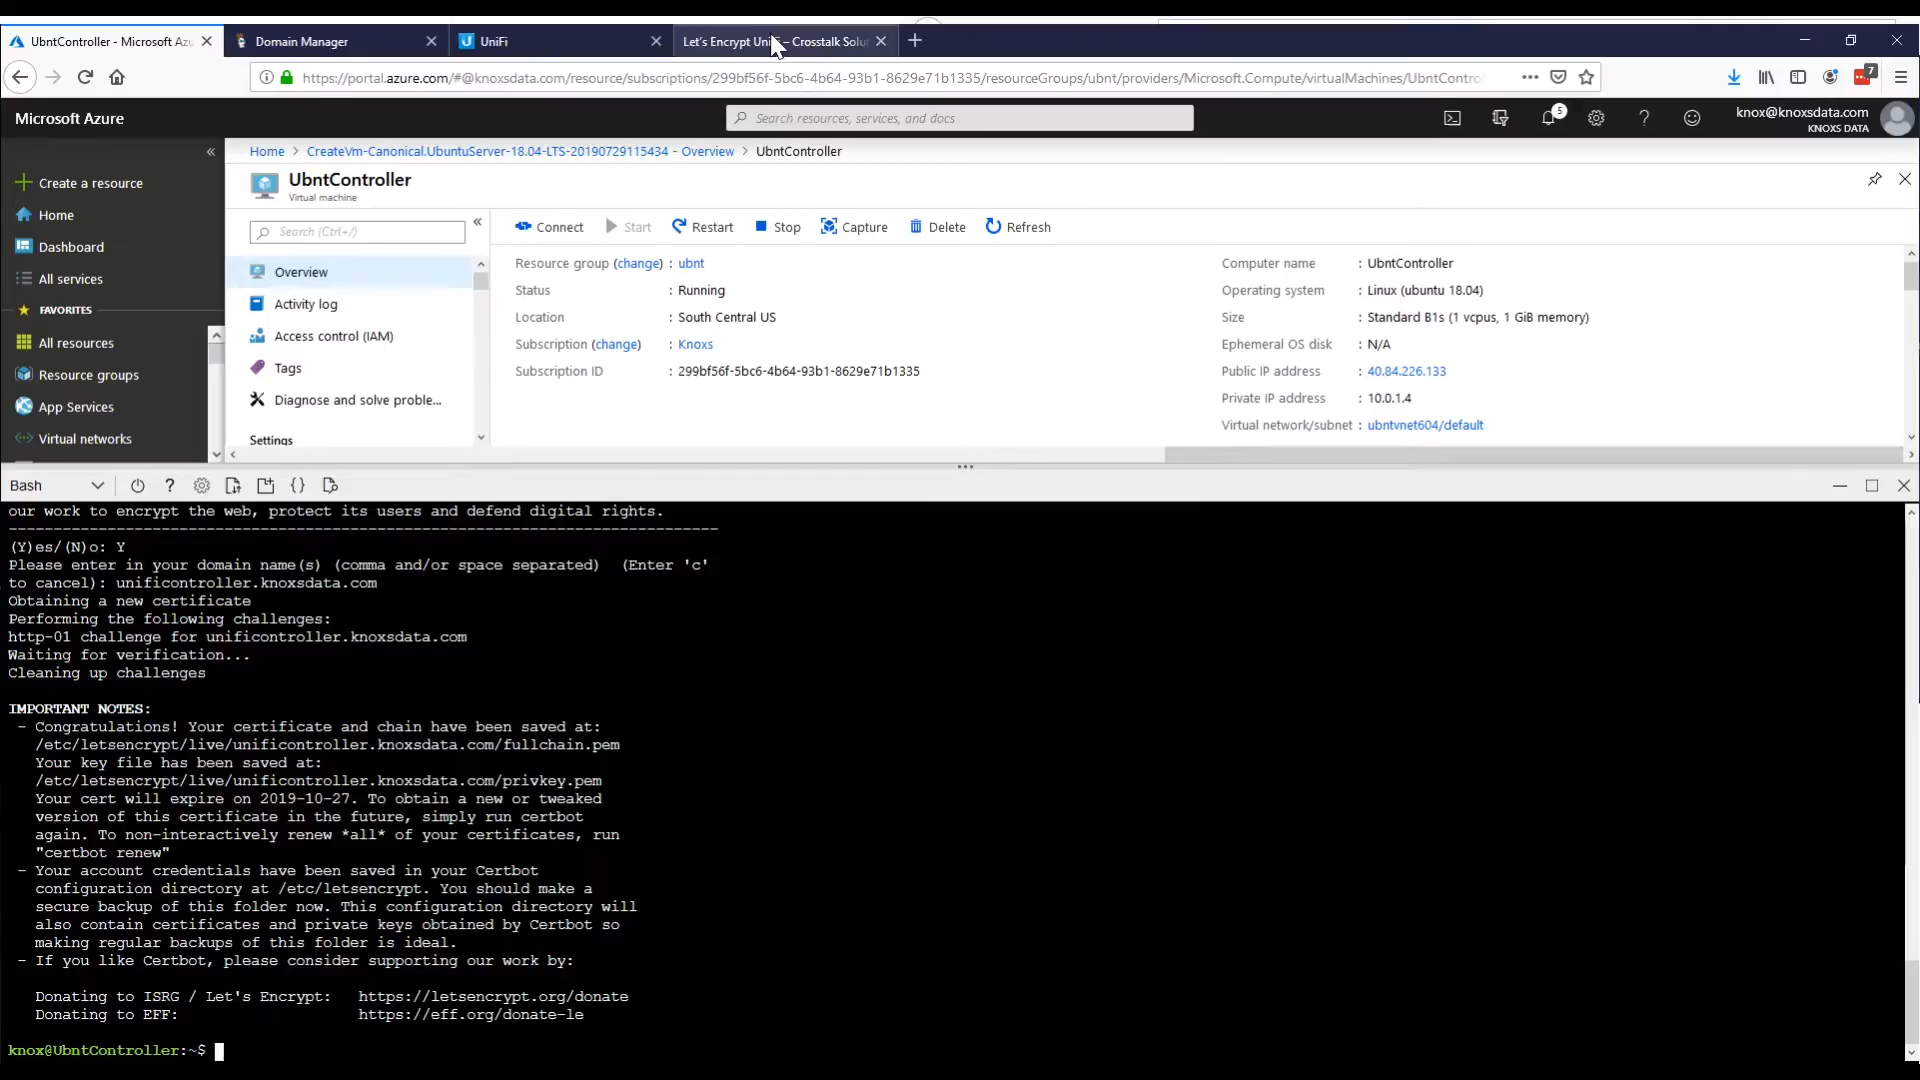 UbntController - Microsoft Azu
Domain Manager
UniFi
Let's Encrypt Uni – Crosstalk Solut
https://portal.azure.com/#@knoxsdata.com/resource/subscriptions/299bf56f-5bc6-4b64-93b1-8629e71b1335/resourceGroups/ubnt/providers/Microsoft.Compute/virtualMachines/UbntContro
7
Microsoft Azure
Search resources, services, and docs
5
knox@knoxsdata.com
KNOXS DATA
Home > CreateVm-Canonical.UbuntuServer-18.04-LTS-20190729115434 - Overview > UbntController
UbntController
Virtual machine
Create a resource
Home
Dashboard
All services
FAVORITES
All resources
Resource groups
App Services
Virtual networks
Search (Ctrl+/)
Overview
Activity log
Access control (IAM)
Tags
Diagnose and solve proble...
Settings
Connect
Start
Restart
Stop
Capture
Delete
Refresh
Resource group (change) : ubnt
Status : Running
Location : South Central US
Subscription (change) : Knoxs
Subscription ID : 299bf56f-5bc6-4b64-93b1-8629e71b1335
Computer name : UbntController
Operating system : Linux (ubuntu 18.04)
Size : Standard B1s (1 vcpus, 1 GiB memory)
Ephemeral OS disk : N/A
Public IP address : 40.84.226.133
Private IP address : 10.0.1.4
Virtual network/subnet : ubntvnet604/default
Bash
our work to encrypt the web, protect its users and defend digital rights.
-------------------------------------------------------------------------------
(Y)es/(N)o: Y
Please enter in your domain name(s) (comma and/or space separated)  (Enter 'c'
to cancel): unificontroller.knoxsdata.com
Obtaining a new certificate
Performing the following challenges:
http-01 challenge for unificontroller.knoxsdata.com
Waiting for verification...
Cleaning up challenges
IMPORTANT NOTES:
- Congratulations! Your certificate and chain have been saved at:
/etc/letsencrypt/live/unificontroller.knoxsdata.com/fullchain.pem
Your key file has been saved at:
/etc/letsencrypt/live/unificontroller.knoxsdata.com/privkey.pem
Your cert will expire on 2019-10-27. To obtain a new or tweaked
version of this certificate in the future, simply run certbot
again. To non-interactively renew *all* of your certificates, run
"certbot renew"
- Your account credentials have been saved in your Certbot
configuration directory at /etc/letsencrypt. You should make a
secure backup of this folder now. This configuration directory will
also contain certificates and private keys obtained by Certbot so
making regular backups of this folder is ideal.
- If you like Certbot, please consider supporting our work by:
Donating to ISRG / Let's Encrypt:   https://letsencrypt.org/donate
Donating to EFF:                    https://eff.org/donate-le
knox@UbntController:~$